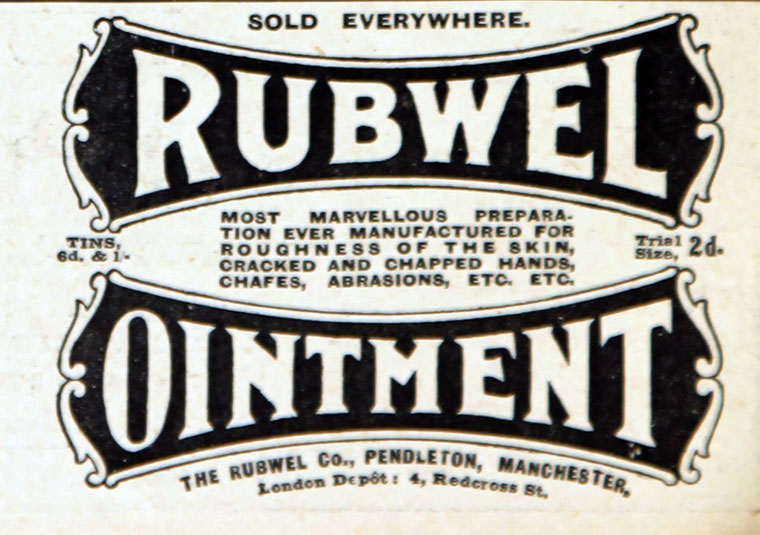 SOLD EVERYWHERE.
RUBWEL
MOST MARVELLOUS PREPARA-
TION EVER MANUFACTURED FOR
ROUGHNESS OF THE SKIN,
CRACKED AND CHAPPED HANDS,
CHAFES, ABRASIONS, ETC. ETC.
TINS,
6d. & 1/-
Trial
Size, 2d.
OINTMENT
THE RUBWEL Co., PENDLETON, MANCHESTER,
London Depôt: 4, Redcross St.